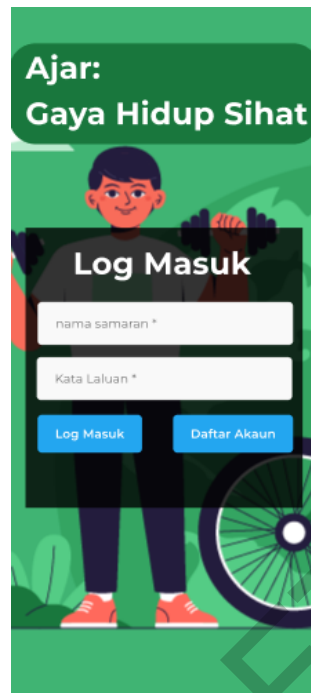 Ajar:
Gaya Hidup Sihat
Log Masuk
nama samaran *
Kata Laluan *
Log Masuk
Daftar Akaun